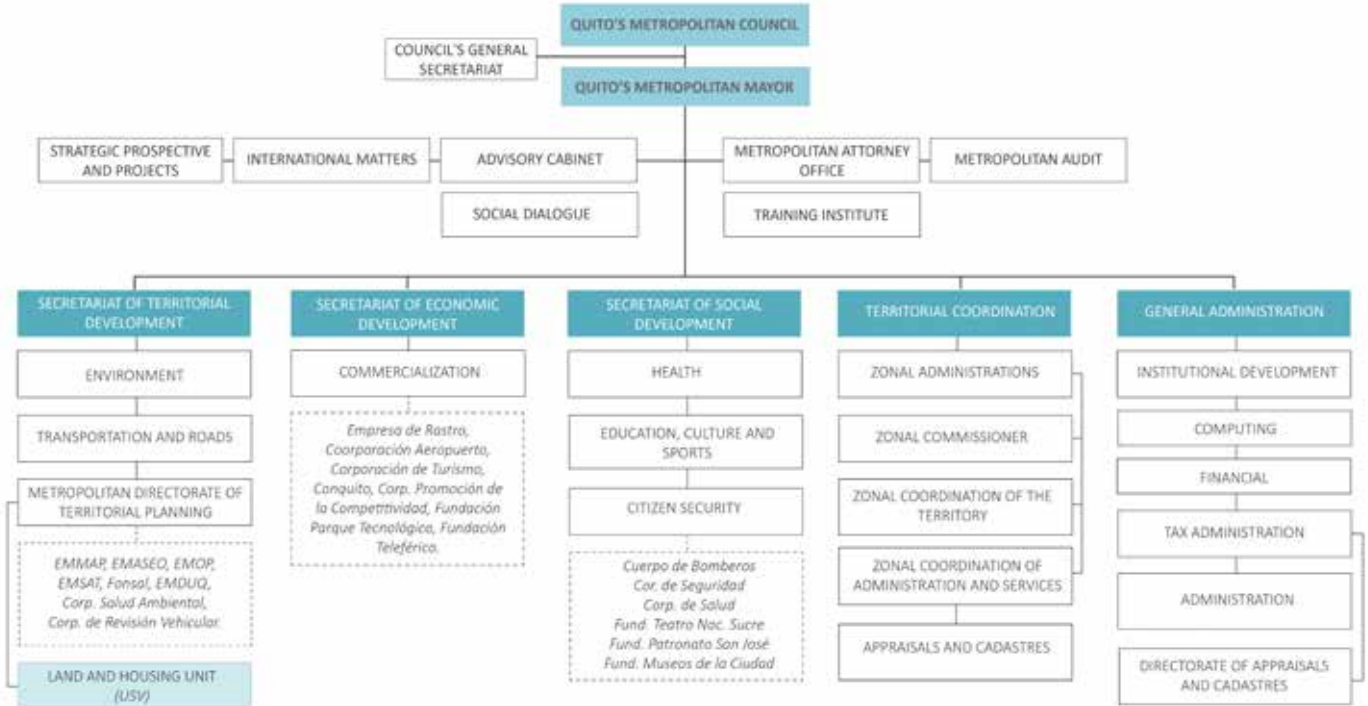 QUITO'S METROPOLITAN COUNCIL
COUNCIL'S GENERAL
SECRETARIAT
QUITO'S METROPOLITAN MAYOR
STRATEGIC PROSPECTIVE
AND PROJECTS
INTERNATIONAL MATTERS
ADVISORY CABINET
METROPOLITAN ATTORNEY
OFFICE
METROPOLITAN AUDIT
SOCIAL DIALOGUE
TRAINING INSTITUTE
SECRETARIAT OF TERRITORIAL
DEVELOPMENT
ENVIRONMENT
TRANSPORTATION AND ROADS
METROPOLITAN DIRECTORATE OF
TERRITORIAL PLANNING
EMMAP, EMASEO, EMOP,
EMSAT, Fonsal, EMDUQ,
Corp. Salud Ambiental,
Corp. de Revisión Vehicular.
LAND AND HOUSING UNIT
(USV)
SECRETARIAT OF ECONOMIC
DEVELOPMENT
COMMERCIALIZATION
Empresa de Rastro,
Coorporación Aeropuerto,
Corporación de Turismo,
Conquito, Corp. Promoción de
la Competitividad, Fundación
Parque Tecnológico, Fundación
Teleférico.
SECRETARIAT OF SOCIAL
DEVELOPMENT
HEALTH
EDUCATION, CULTURE AND
SPORTS
CITIZEN SECURITY
Cuerpo de Bomberos
Cor. de Seguridad
Corp. de Salud
Fund. Teatro Nac. Sucre
Fund. Patronato San José
Fund. Museos de la Ciudad
TERRITORIAL COORDINATION
ZONAL ADMINISTRATIONS
ZONAL COMMISSIONER
ZONAL COORDINATION OF THE
TERRITORY
ZONAL COORDINATION OF
ADMINISTRATION AND SERVICES
APPRAISALS AND CADASTRES
GENERAL ADMINISTRATION
INSTITUTIONAL DEVELOPMENT
COMPUTING
FINANCIAL
TAX ADMINISTRATION
ADMINISTRATION
DIRECTORATE OF APPRAISALS
AND CADASTRES